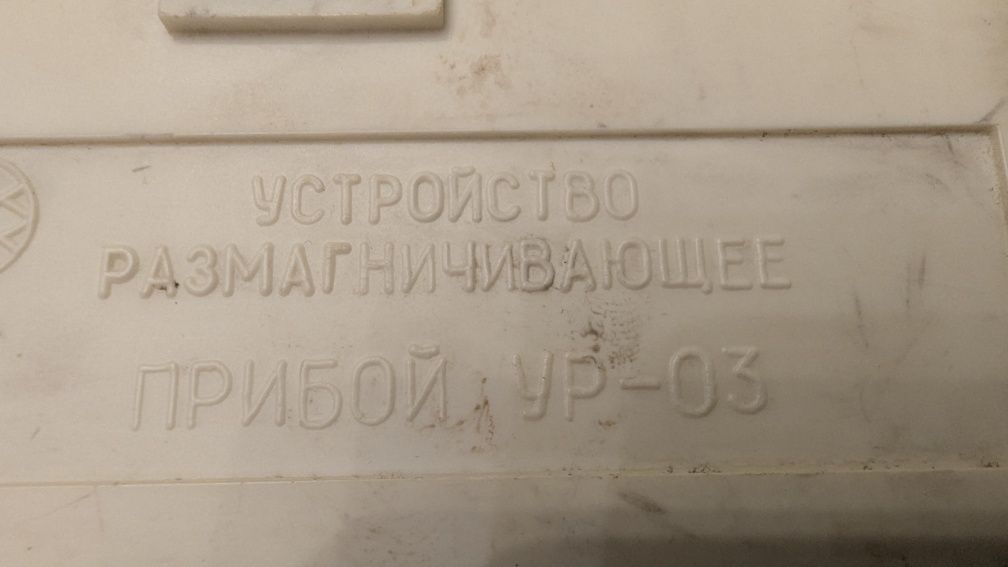 УСТРОЙСТВО
РАЗМАГНИЧИВАЮЩЕЕ
ПРИБОЙ УР-03